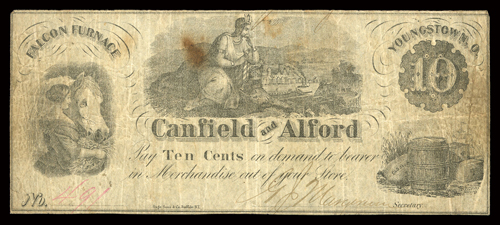 FALCON FURNACE
YOUNGSTOWN, O.
10
Canfield and Alford
Pay Ten Cents on demand to bearer
in Merchandise out of your Store.
No.
Secretary.